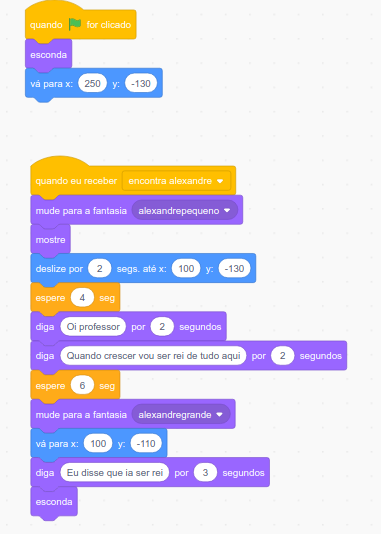 quando for clicado
esconda
vá para x: 250 y: -130
quando eu receber encontra alexandre
mude para a fantasia alexandrepequeno
mostre
deslize por 2 segs. até x: 100 y: -130
espere 4 seg
diga Oi professor por 2 segundos
diga Quando crescer vou ser rei de tudo aqui por 2 segundos
espere 6 seg
mude para a fantasia alexandregrande
vá para x: 100 y: -110
diga Eu disse que ia ser rei por 3 segundos
esconda